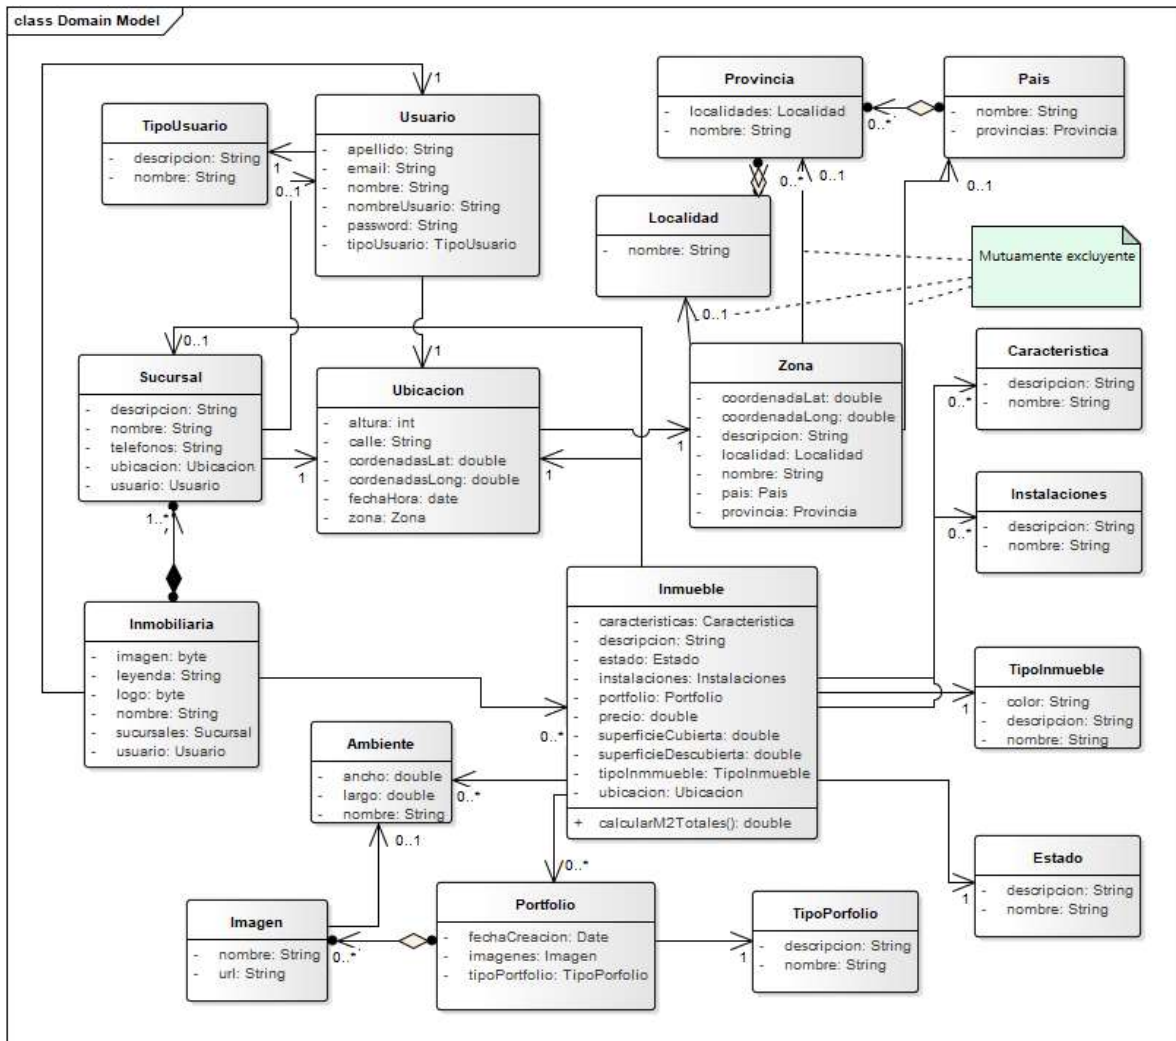 class Domain Model
1
TipoUsuario
- descripcion: String
- nombre: String
1
0..1
Usuario
- apellido: String
- email: String
- nombre: String
- nombreUsuario: String
- password: String
- tipoUsuario: TipoUsuario
Provincia
- localidades: Localidad
- nombre: String
0..*
Pais
- nombre: String
- provincias: Provincia
0..*
0..1
0..1
Localidad
- nombre: String
0..1
Mutuamente excluyente
0..1
1
Sucursal
- descripcion: String
- nombre: String
- telefonos: String
- ubicacion: Ubicacion
- usuario: Usuario
1
1..*
Ubicacion
- altura: int
- calle: String
- cordenadasLat: double
- cordenadasLong: double
- fechaHora: date
- zona: Zona
1
1
Zona
- coordenadaLat: double
- coordenadaLong: double
- descripcion: String
- localidad: Localidad
- nombre: String
- pais: Pais
- provincia: Provincia
Caracteristica
- descripcion: String
- nombre: String
0..*
Instalaciones
- descripcion: String
- nombre: String
0..*
Inmobiliaria
- imagen: byte
- leyenda: String
- logo: byte
- nombre: String
- sucursales: Sucursal
- usuario: Usuario
0..*
Inmueble
- caracteristicas: Caracteristica
- descripcion: String
- estado: Estado
- instalaciones: Instalaciones
- portfolio: Portfolio
- precio: double
- superficieCubierta: double
- superficieDescubierta: double
- tipoInmmueble: TipoInmueble
- ubicacion: Ubicacion
+ calcularM2Totales(): double
TipoInmueble
- color: String
- descripcion: String
- nombre: String
1
Ambiente
- ancho: double
- largo: double
- nombre: String
0..*
0..1
0..*
Estado
- descripcion: String
- nombre: String
1
Imagen
- nombre: String
- url: String
0..*
Portfolio
- fechaCreacion: Date
- imagenes: Imagen
- tipoPortfolio: TipoPorfolio
TipoPorfolio
- descripcion: String
- nombre: String
1